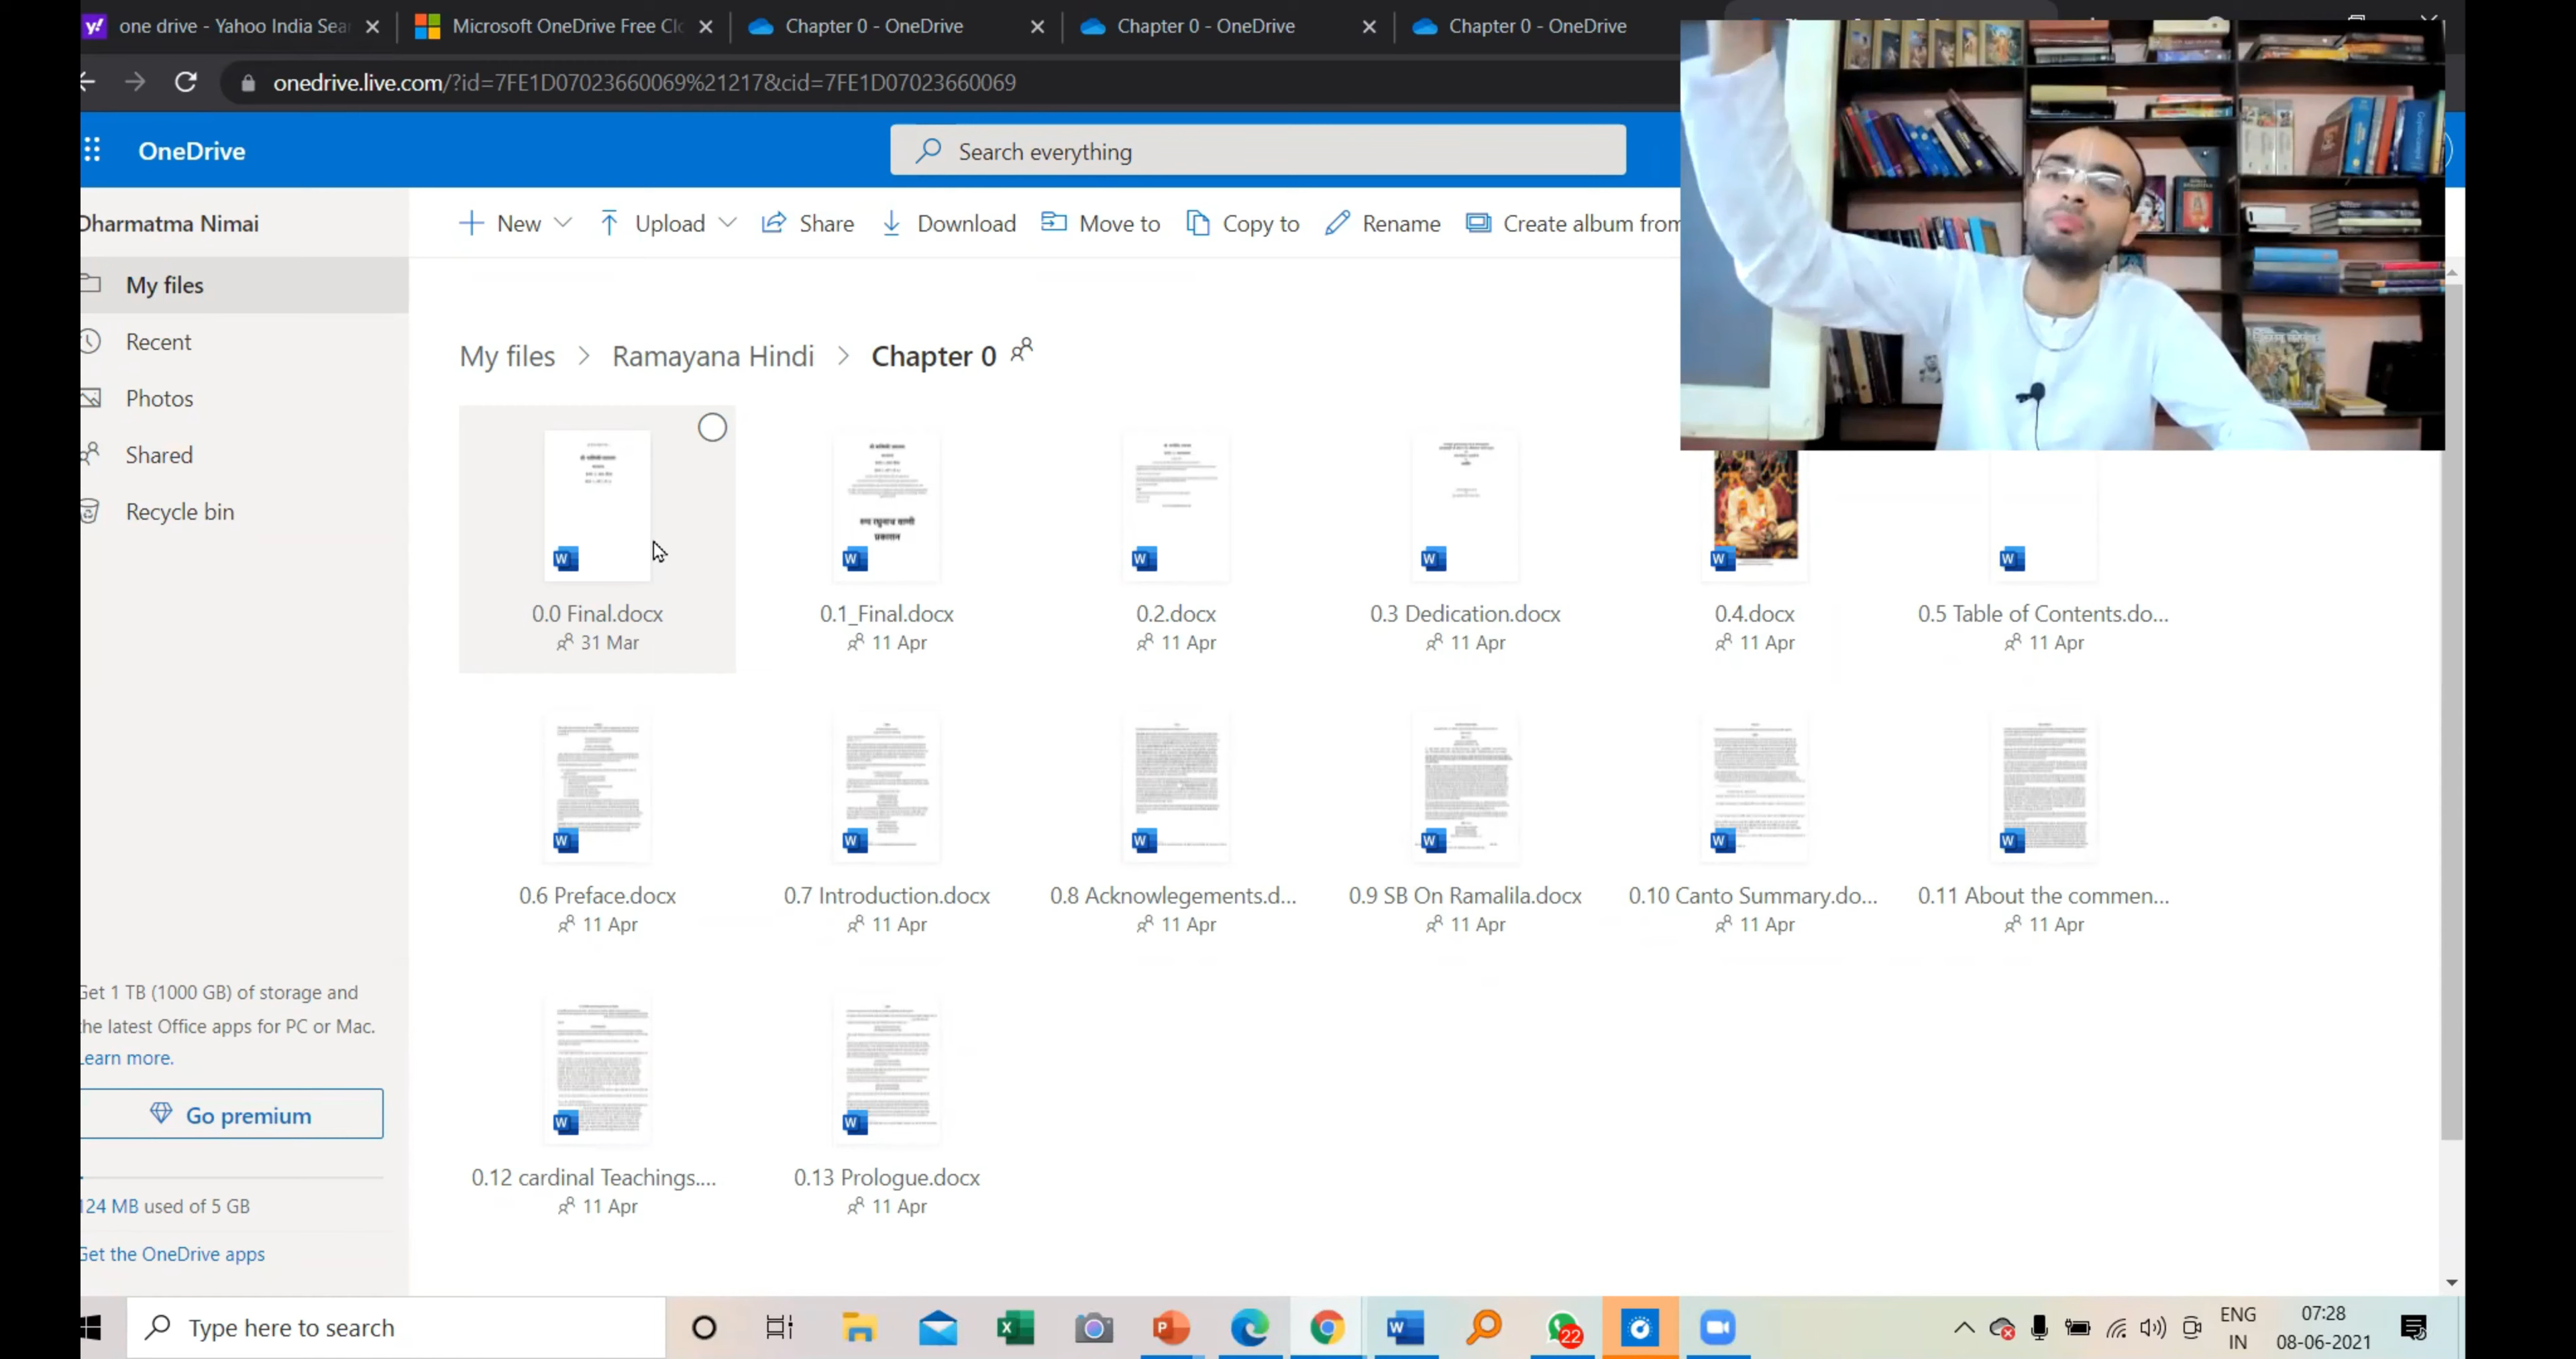 one drive - Yahoo India Sea
Microsoft OneDrive Free Clo
Chapter 0 - OneDrive
Chapter 0 - OneDrive
Chapter 0 - OneDrive
onedrive.live.com/?id=7FE1D07023660069%21217&cid=7FE1D07023660069
OneDrive
Search everything
Dharmatma Nimai
New
Upload
Share
Download
Move to
Copy to
Rename
Create album from
My files
Recent
Photos
Shared
Recycle bin
My files > Ramayana Hindi > Chapter 0
रूप रघुनाथ वाणी
प्रकाशन
0.0 Final.docx
31 Mar
0.1_Final.docx
11 Apr
0.2.docx
11 Apr
0.3 Dedication.docx
11 Apr
0.4.docx
11 Apr
0.5 Table of Contents.do...
11 Apr
0.6 Preface.docx
11 Apr
0.7 Introduction.docx
11 Apr
0.8 Acknowlegements.d...
11 Apr
0.9 SB On Ramalila.docx
11 Apr
0.10 Canto Summary.do...
11 Apr
0.11 About the commen...
11 Apr
0.12 cardinal Teachings....
11 Apr
0.13 Prologue.docx
11 Apr
Get 1 TB (1000 GB) of storage and
the latest Office apps for PC or Mac.
Learn more.
Go premium
124 MB used of 5 GB
Get the OneDrive apps
Type here to search
22
ENG
IN
07:28
08-06-2021